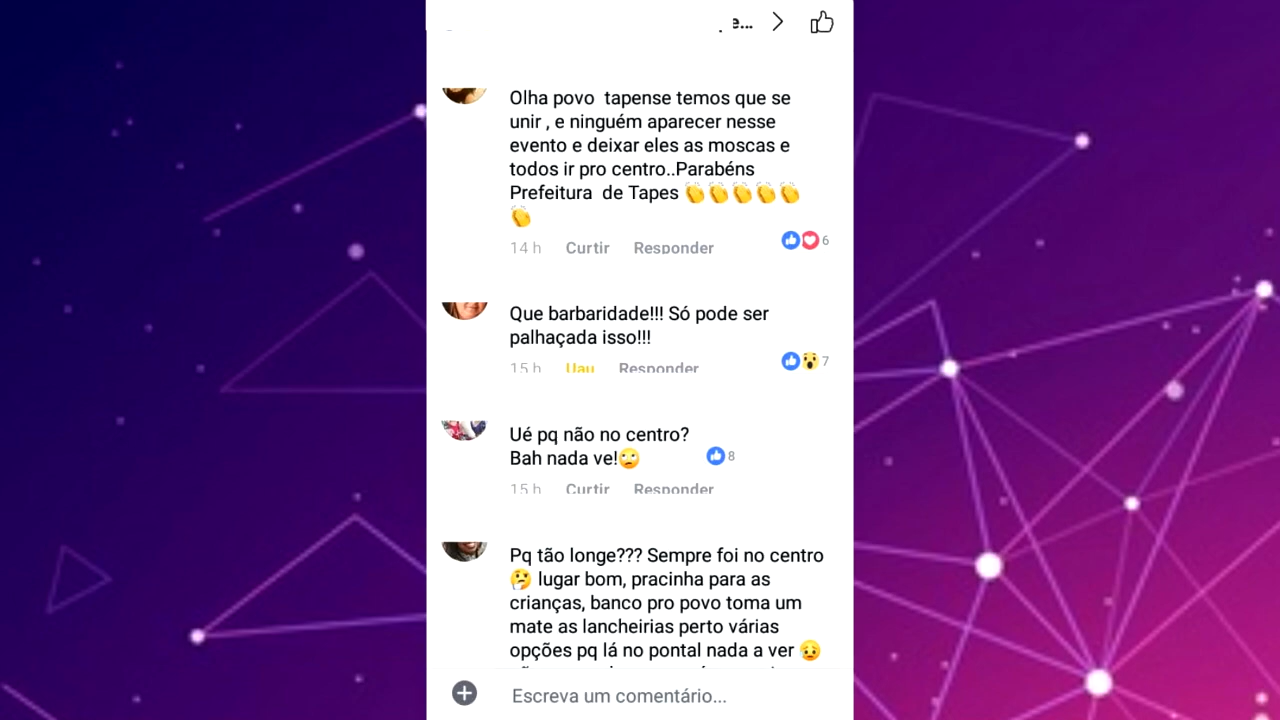 e...
Olha povo  tapense temos que se
unir , e ninguém aparecer nesse
evento e deixar eles as moscas e
todos ir pro centro..Parabéns
Prefeitura  de Tapes 👏👏👏👏👏
👏
14 h Curtir Responder 6
Que barbaridade!!! Só pode ser
palhaçada isso!!!
15 h Uau Responder 7
Ué pq não no centro?
Bah nada ve!🙄 8
15 h Curtir Responder
Pq tão longe??? Sempre foi no centro
🤔 lugar bom, pracinha para as
crianças, banco pro povo toma um
mate as lancheirias perto várias
opções pq lá no pontal nada a ver 😥
Escreva um comentário...